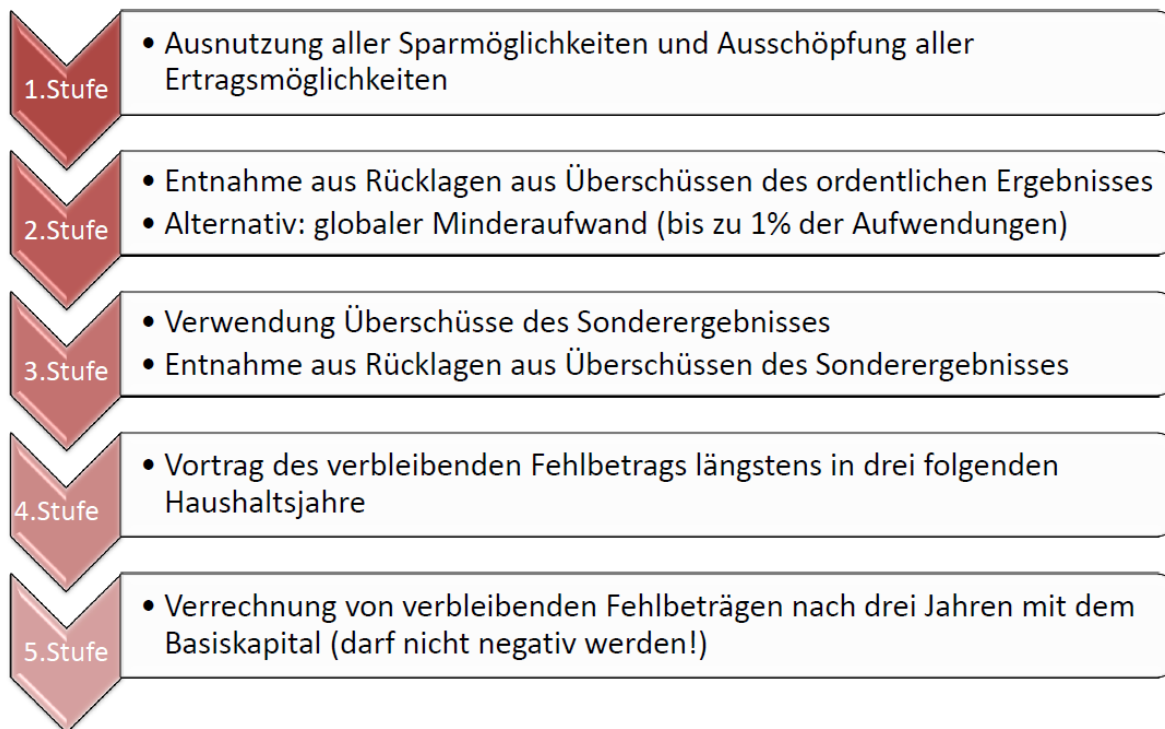 1.Stufe
• Ausnutzung aller Sparmöglichkeiten und Ausschöpfung aller
Ertragsmöglichkeiten
2.Stufe
• Entnahme aus Rücklagen aus Überschüssen des ordentlichen Ergebnisses
• Alternativ: globaler Minderaufwand (bis zu 1% der Aufwendungen)
3.Stufe
• Verwendung Überschüsse des Sonderergebnisses
• Entnahme aus Rücklagen aus Überschüssen des Sonderergebnisses
4.Stufe
• Vortrag des verbleibenden Fehlbetrags längstens in drei folgenden
Haushaltsjahre
5.Stufe
• Verrechnung von verbleibenden Fehlbeträgen nach drei Jahren mit dem
Basiskapital (darf nicht negativ werden!)